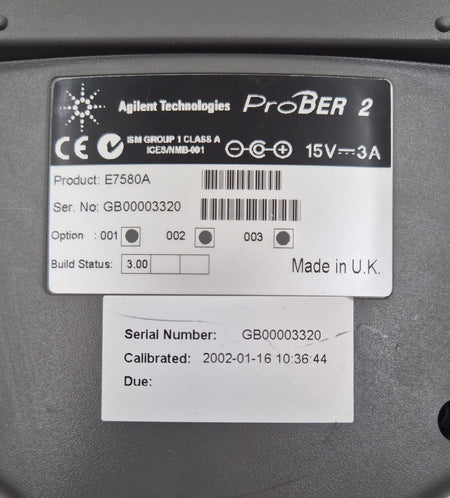 Agilent Technologies ProBER 2
CE ISM GROUP 1 CLASS A
ICES/NMB-001
15V⎓3A
Product: E7580A
Ser. No: GB00003320
Option : 001 002 003
Build Status: 3.00
Made in U.K.
Serial Number: GB00003320
Calibrated: 2002-01-16 10:36:44
Due: